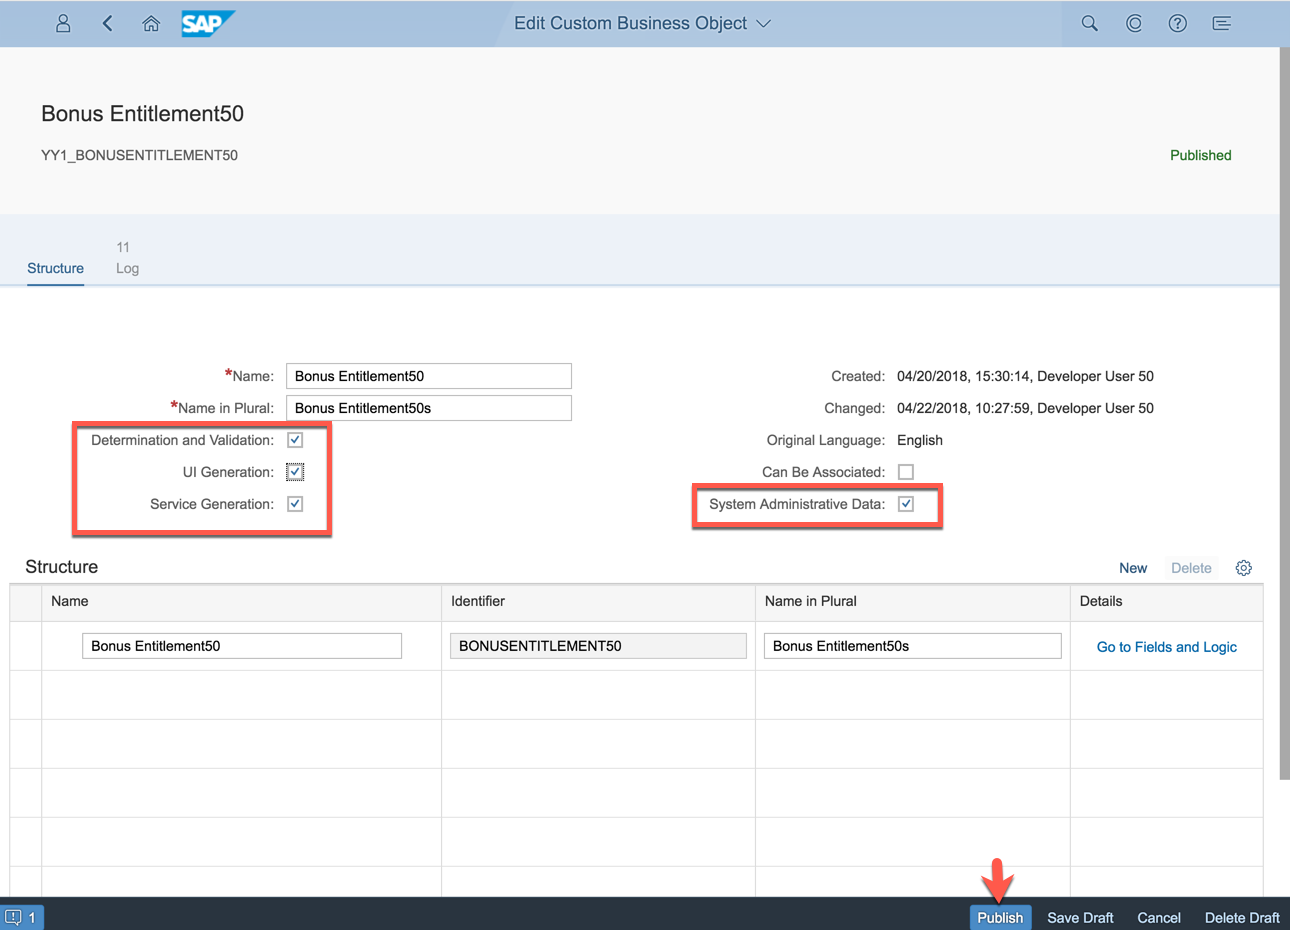 SAP Edit Custom Business Object
Bonus Entitlement50
YY1_BONUSENTITLEMENT50
Published
11
Structure Log
*Name: Bonus Entitlement50 Created: 04/20/2018, 15:30:14, Developer User 50
*Name in Plural: Bonus Entitlement50s Changed: 04/22/2018, 10:27:59, Developer User 50
Determination and Validation: Original Language: English
UI Generation: Can Be Associated:
Service Generation: System Administrative Data:
Structure New Delete
Name Identifier Name in Plural Details
Bonus Entitlement50 BONUSENTITLEMENT50 Bonus Entitlement50s Go to Fields and Logic
1 Publish Save Draft Cancel Delete Draft